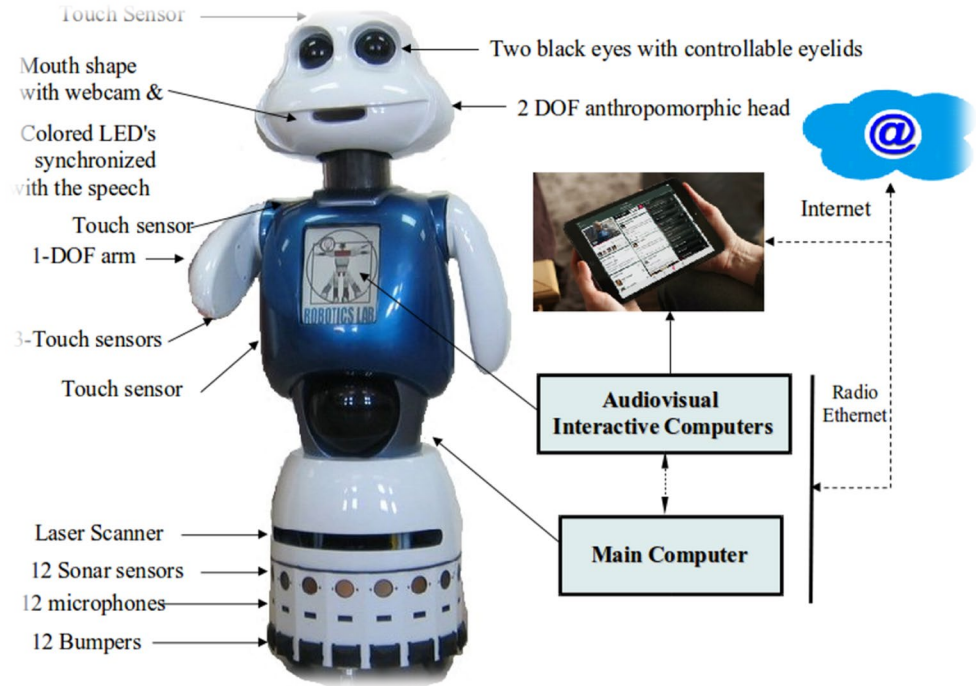 Touch Sensor
Two black eyes with controllable eyelids
Mouth shape
with webcam &
2 DOF anthropomorphic head
Colored LED's
synchronized
with the speech
@
Internet
Touch sensor
1-DOF arm
ROBOTICS LAB
3-Touch sensors
Touch sensor
Audiovisual
Interactive Computers
Radio
Ethernet
Main Computer
Laser Scanner
12 Sonar sensors
12 microphones
12 Bumpers